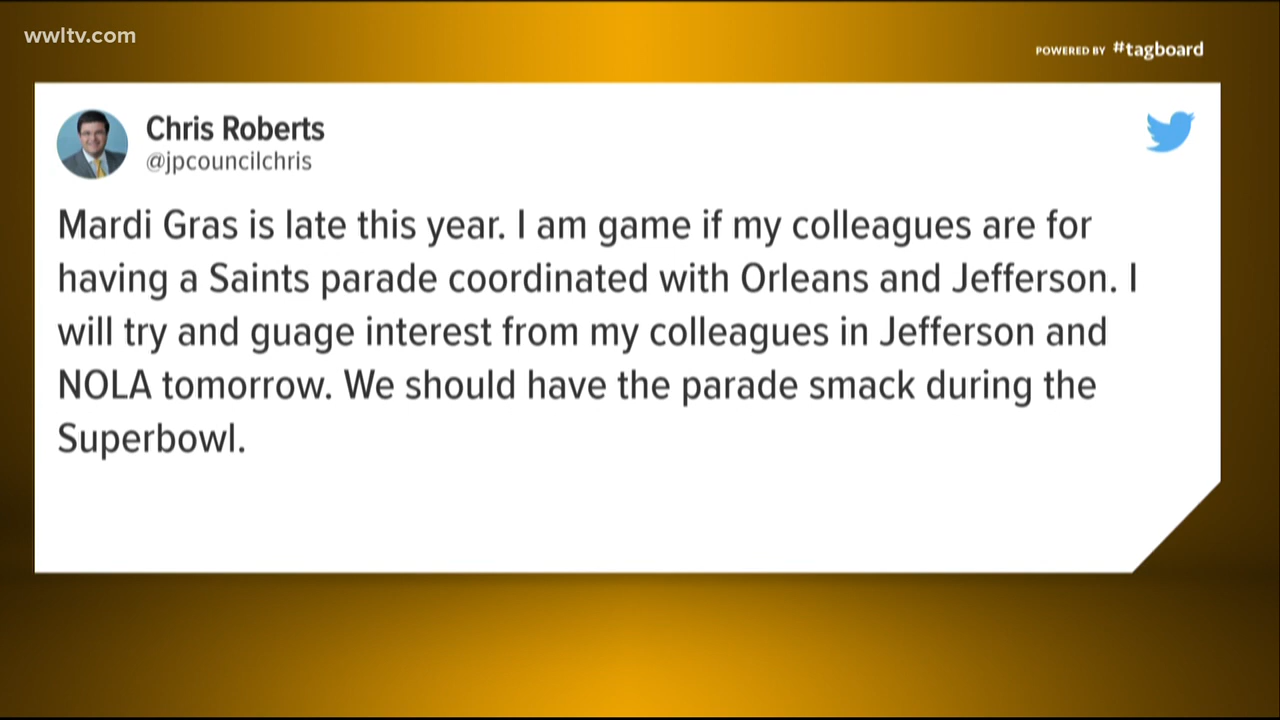 wwltv.com
POWERED BY #tagboard
Chris Roberts
@jpcouncilchris
Mardi Gras is late this year. I am game if my colleagues are for
having a Saints parade coordinated with Orleans and Jefferson. I
will try and guage interest from my colleagues in Jefferson and
NOLA tomorrow. We should have the parade smack during the
Superbowl.